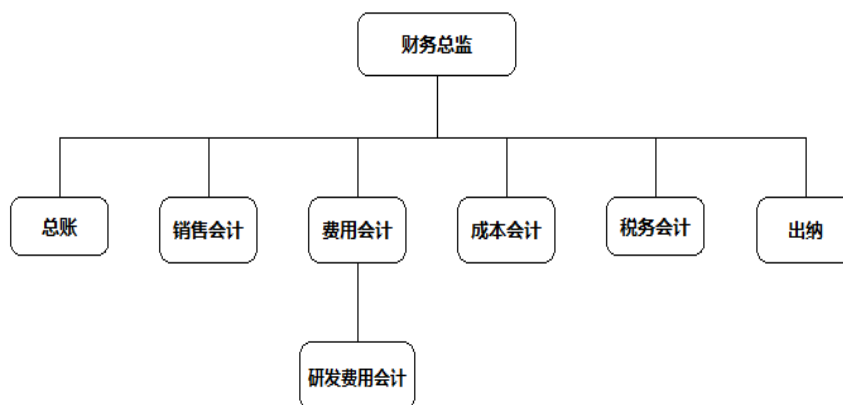 财务总监
总账
销售会计
费用会计
成本会计
税务会计
出纳
研发费用会计